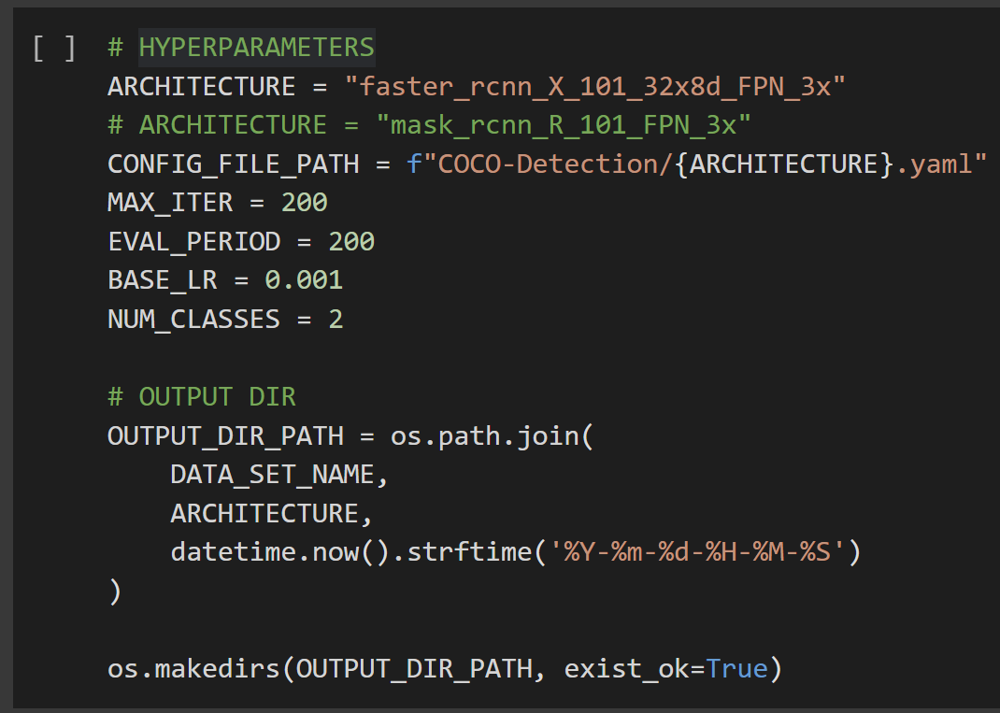 [ ] # HYPERPARAMETERS
ARCHITECTURE = "faster_rcnn_X_101_32x8d_FPN_3x"
# ARCHITECTURE = "mask_rcnn_R_101_FPN_3x"
CONFIG_FILE_PATH = f"COCO-Detection/{ARCHITECTURE}.yaml"
MAX_ITER = 200
EVAL_PERIOD = 200
BASE_LR = 0.001
NUM_CLASSES = 2
# OUTPUT DIR
OUTPUT_DIR_PATH = os.path.join(
    DATA_SET_NAME,
    ARCHITECTURE,
    datetime.now().strftime('%Y-%m-%d-%H-%M-%S')
)
os.makedirs(OUTPUT_DIR_PATH, exist_ok=True)